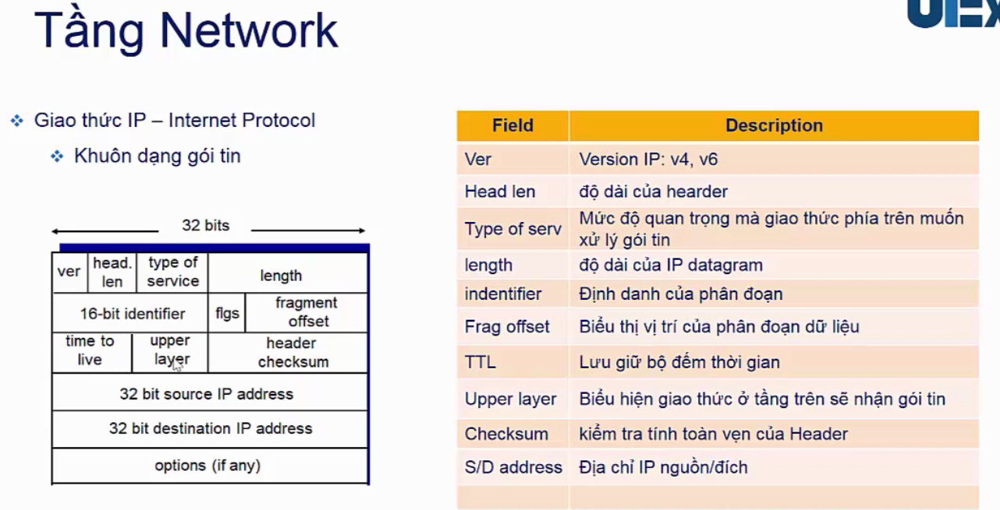 Tầng Network
UEX
Giao thức IP – Internet Protocol
Khuôn dạng gói tin
32 bits
ver
head.
len
type of
service
length
16-bit identifier
flgs
fragment
offset
time to
live
upper
layer
header
checksum
32 bit source IP address
32 bit destination IP address
options (if any)
Field Description
Ver Version IP: v4, v6
Head len độ dài của hearder
Type of serv Mức độ quan trọng mà giao thức phía trên muốn
xử lý gói tin
length độ dài của IP datagram
indentifier Định danh của phân đoạn
Frag offset Biểu thị vị trí của phân đoạn dữ liệu
TTL Lưu giữ bộ đếm thời gian
Upper layer Biểu hiện giao thức ở tầng trên sẽ nhận gói tin
Checksum kiểm tra tính toàn vẹn của Header
S/D address Địa chỉ IP nguồn/đích